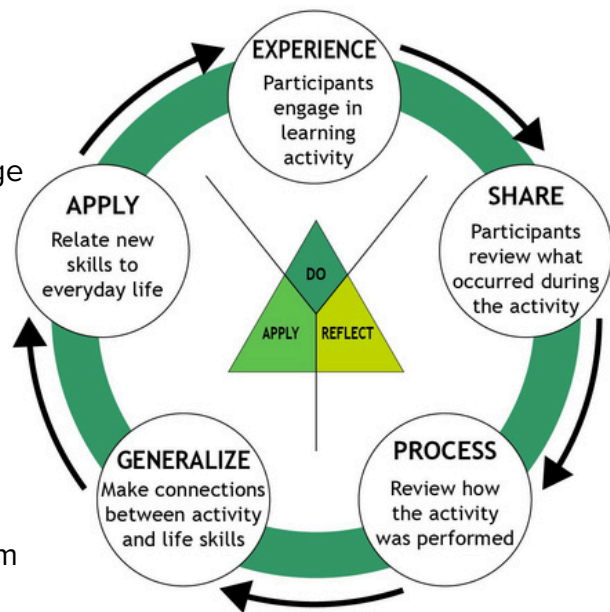 EXPERIENCE
Participants
engage in
learning
activity
SHARE
Participants
review what
occurred during
the activity
PROCESS
Review how
the activity
was performed
GENERALIZE
Make connections
between activity
and life skills
APPLY
Relate new
skills to
everyday life
DO
REFLECT
APPLY